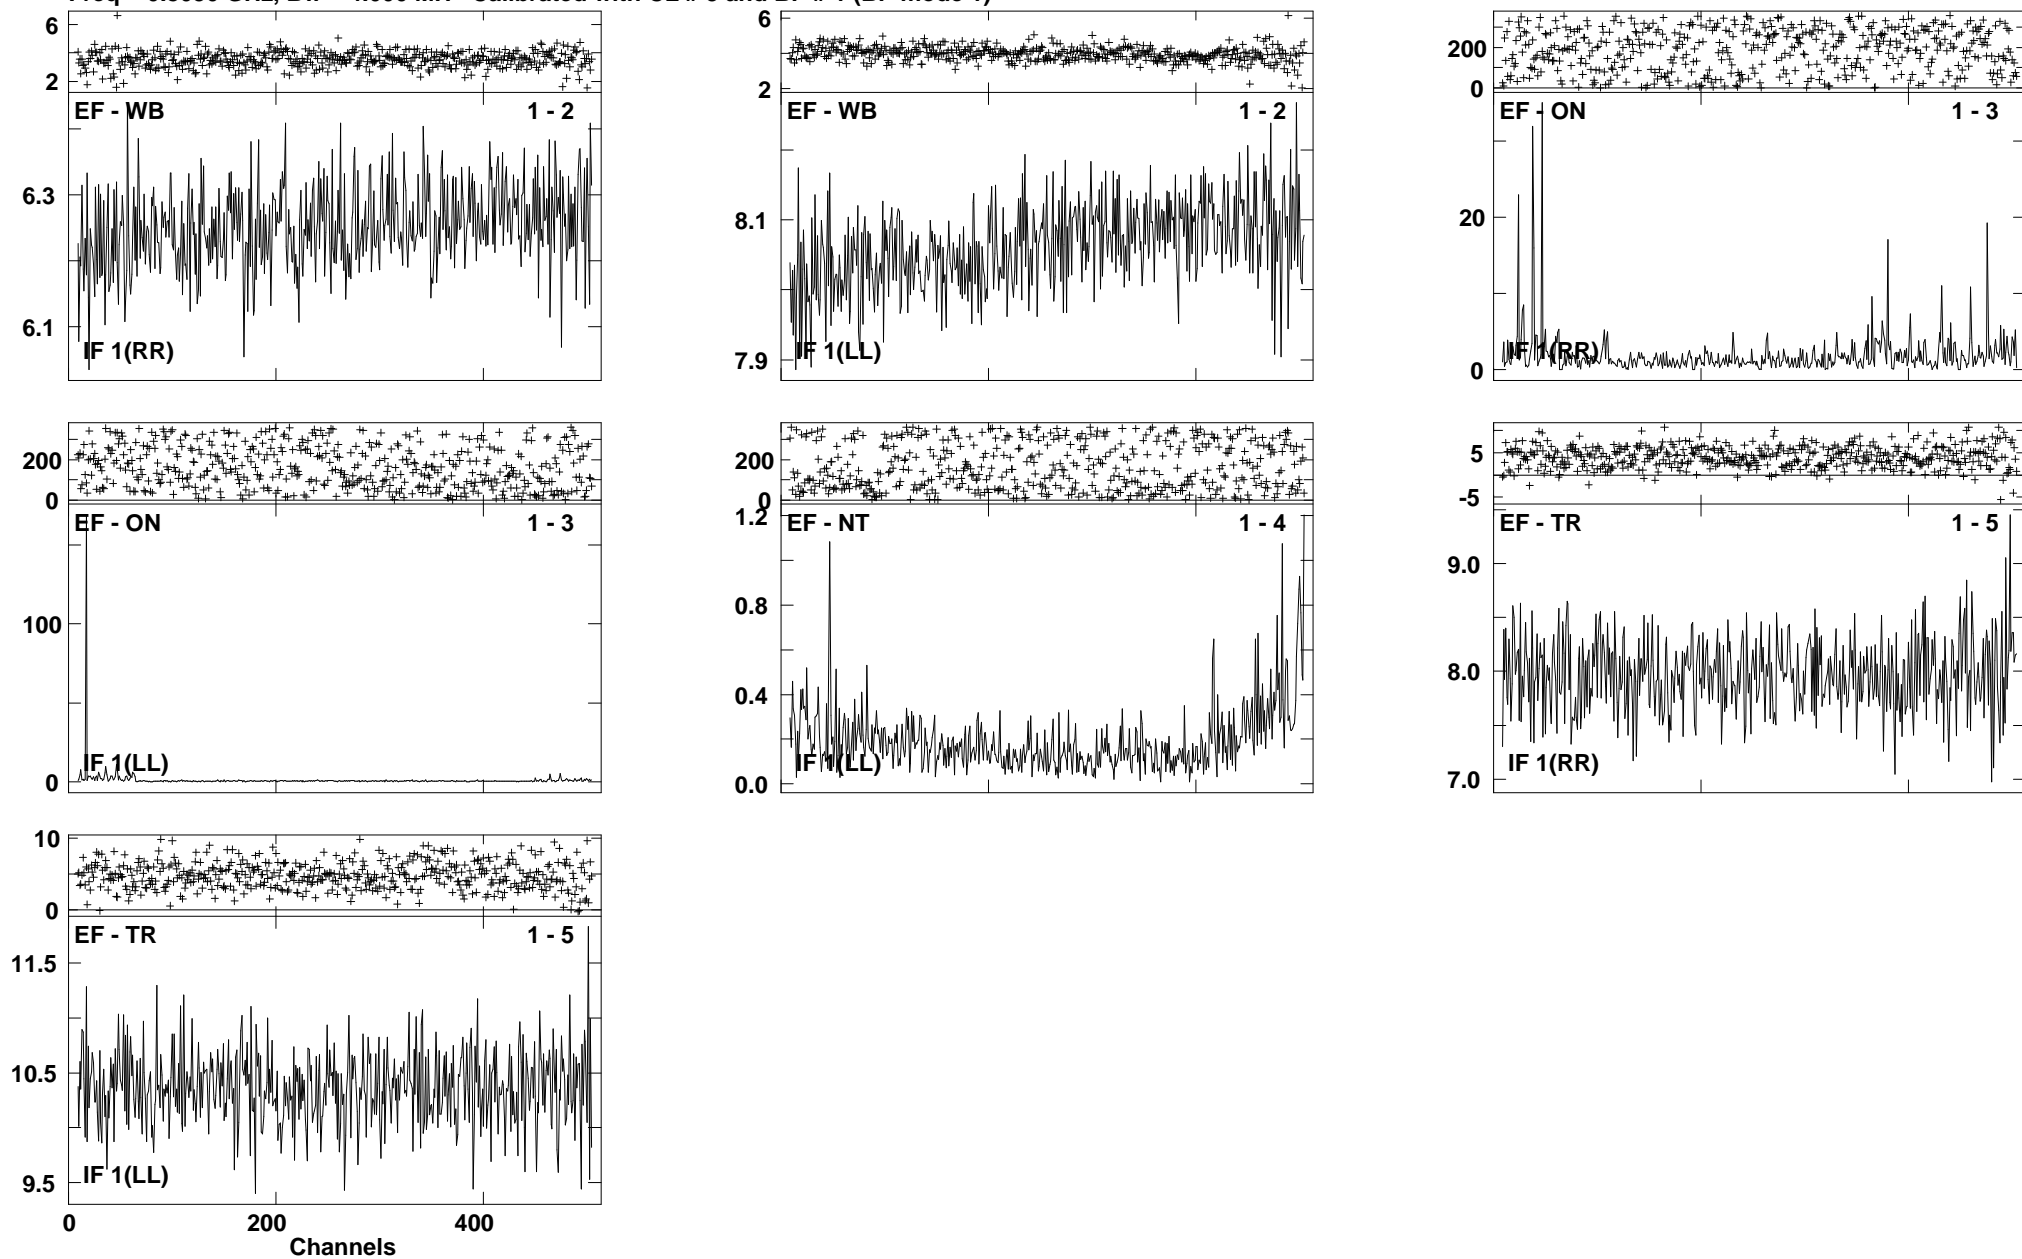 6
2
EF - WB
1 - 2
6.3
6.1
IF 1(RR)
6
2
EF - WB
1 - 2
8.1
7.9
IF 1(LL)
200
0
EF - ON
1 - 3
20
0
IF 1(RR)
200
0
EF - ON
1 - 3
100
0
IF 1(LL)
200
0
1.2
EF - NT
1 - 4
0.8
0.4
0.0
IF 1(LL)
5
-5
EF - TR
1 - 5
9.0
8.0
7.0
IF 1(RR)
10
0
EF - TR
1 - 5
11.5
10.5
9.5
IF 1(LL)
0
200
400
Channels